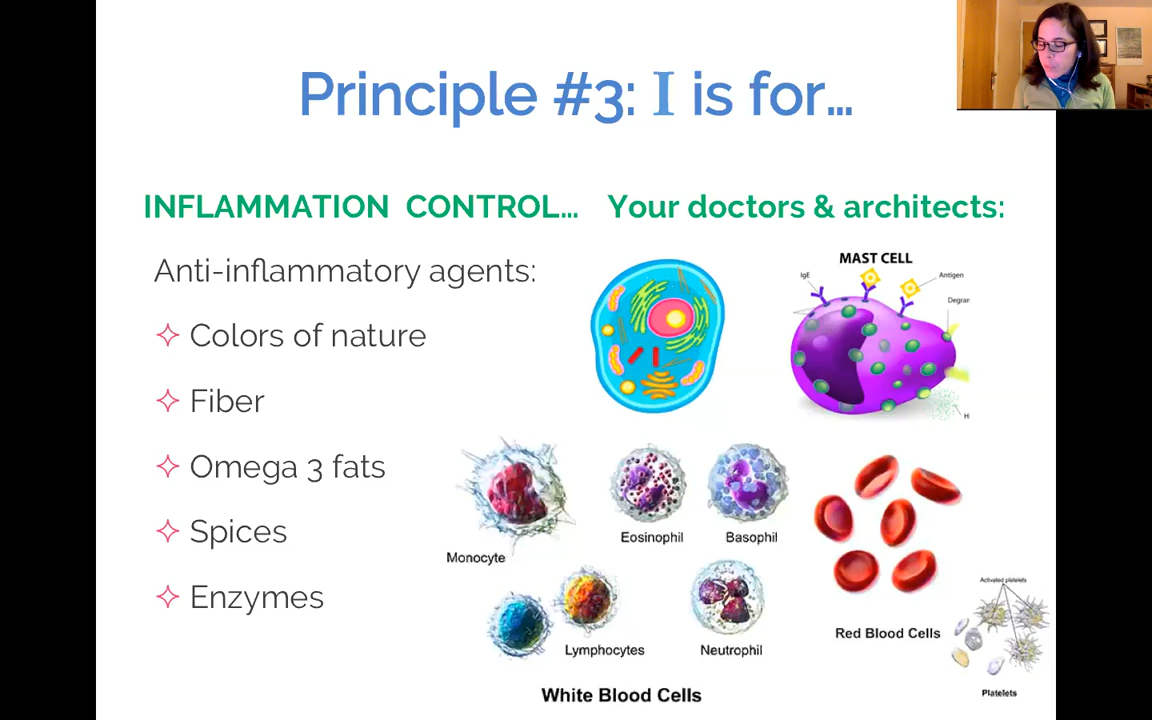 Principle #3: I is for…
INFLAMMATION CONTROL…
Anti-inflammatory agents:
Colors of nature
Fiber
Omega 3 fats
Spices
Enzymes
Your doctors & architects:
MAST CELL
IgE
Antigen
Degran
H
Monocyte
Eosinophil
Basophil
Lymphocytes
Neutrophil
White Blood Cells
Red Blood Cells
Activated platelets
Platelets